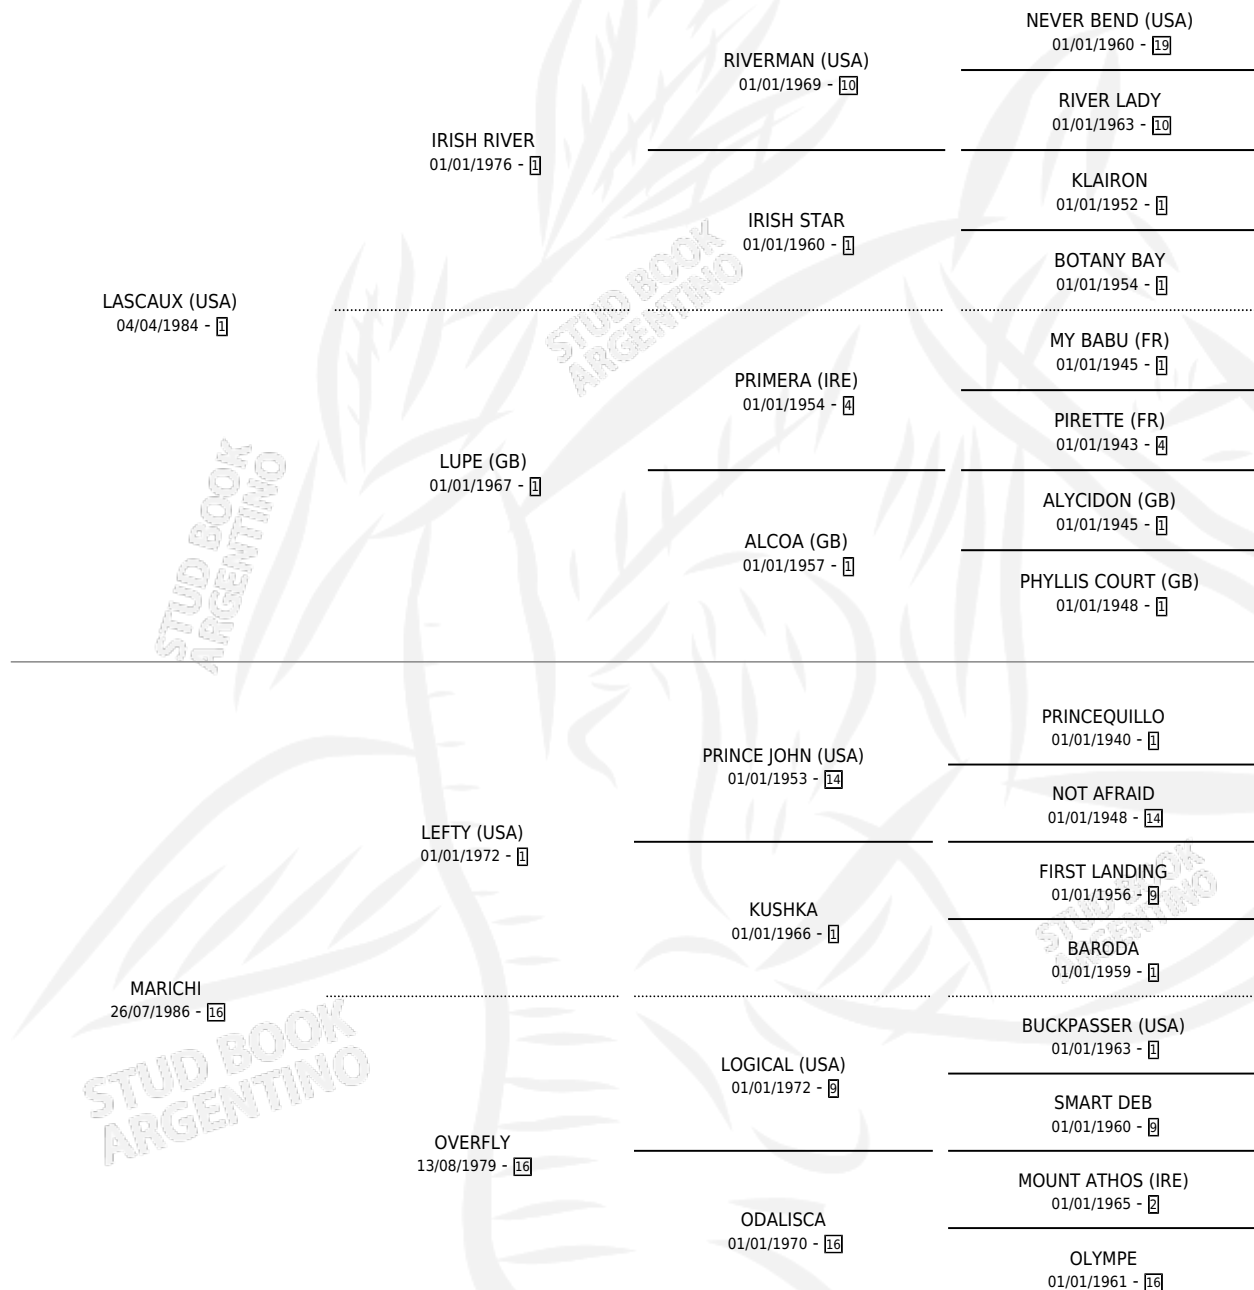 NEVER BEND (USA)
01/01/1960 - 19
RIVERMAN (USA)
01/01/1969 - 10
RIVER LADY
01/01/1963 - 10
IRISH RIVER
01/01/1976 - 1
KLAIRON
01/01/1952 - 1
IRISH STAR
01/01/1960 - 1
BOTANY BAY
01/01/1954 - 1
LASCAUX (USA)
04/04/1984 - 1
STUD BOOK
ARGENTINO
MY BABU (FR)
01/01/1945 - 1
PRIMERA (IRE)
01/01/1954 - 4
PIRETTE (FR)
01/01/1943 - 4
LUPE (GB)
01/01/1967 - 1
ALYCIDON (GB)
01/01/1945 - 1
ALCOA (GB)
01/01/1957 - 1
PHYLLIS COURT (GB)
01/01/1948 - 1
STUD BOOK
ARGENTINO
PRINCEQUILLO
01/01/1940 - 1
PRINCE JOHN (USA)
01/01/1953 - 14
NOT AFRAID
01/01/1948 - 14
LEFTY (USA)
01/01/1972 - 1
FIRST LANDING
01/01/1956 - 9
KUSHKA
01/01/1966 - 1
STUD BOOK
ARGENTINO
BARODA
01/01/1959 - 1
MARICHI
26/07/1986 - 16
STUD BOOK
ARGENTINO
BUCKPASSER (USA)
01/01/1963 - 1
LOGICAL (USA)
01/01/1972 - 9
SMART DEB
01/01/1960 - 9
OVERFLY
13/08/1979 - 16
MOUNT ATHOS (IRE)
01/01/1965 - 2
ODALISCA
01/01/1970 - 16
OLYMPE
01/01/1961 - 16